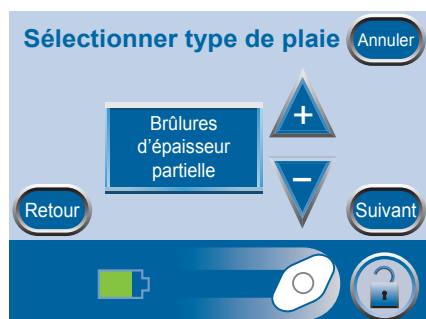 Sélectionner type de plaie
Annuler
+
Brûlures
d'épaisseur
partielle
–
Retour
Suivant